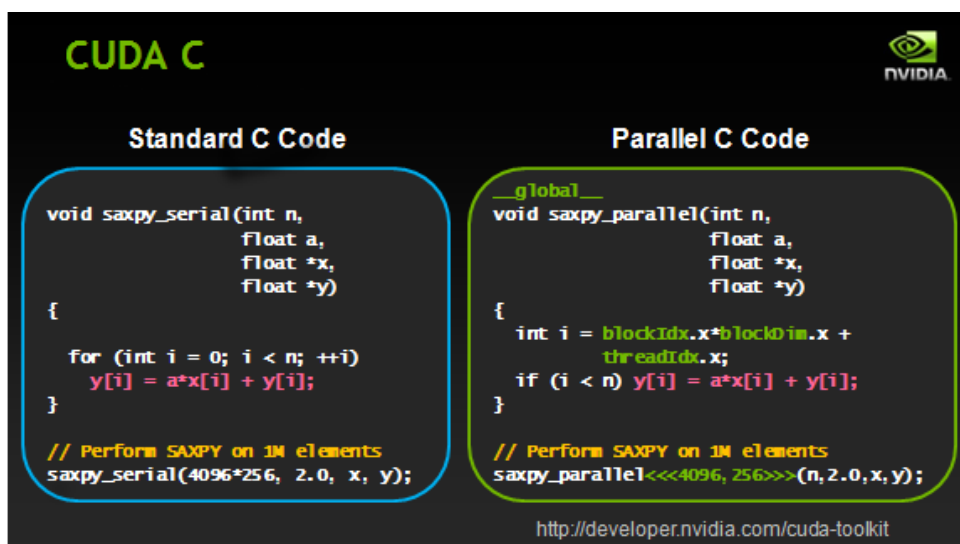 CUDA C
NVIDIA
Standard C Code
void saxpy_serial(int n,
float a,
float *x,
float *y)
{
for (int i = 0; i < n; ++i)
y[i] = a*x[i] + y[i];
}
// Perform SAXPY on 1M elements
saxpy_serial(4096*256, 2.0, x, y);
Parallel C Code
__global__
void saxpy_parallel(int n,
float a,
float *x,
float *y)
{
int i = blockIdx.x*blockDim.x +
threadIdx.x;
if (i < n) y[i] = a*x[i] + y[i];
}
// Perform SAXPY on 1M elements
saxpy_parallel<<<4096,256>>>(n,2.0,x,y);
http://developer.nvidia.com/cuda-toolkit